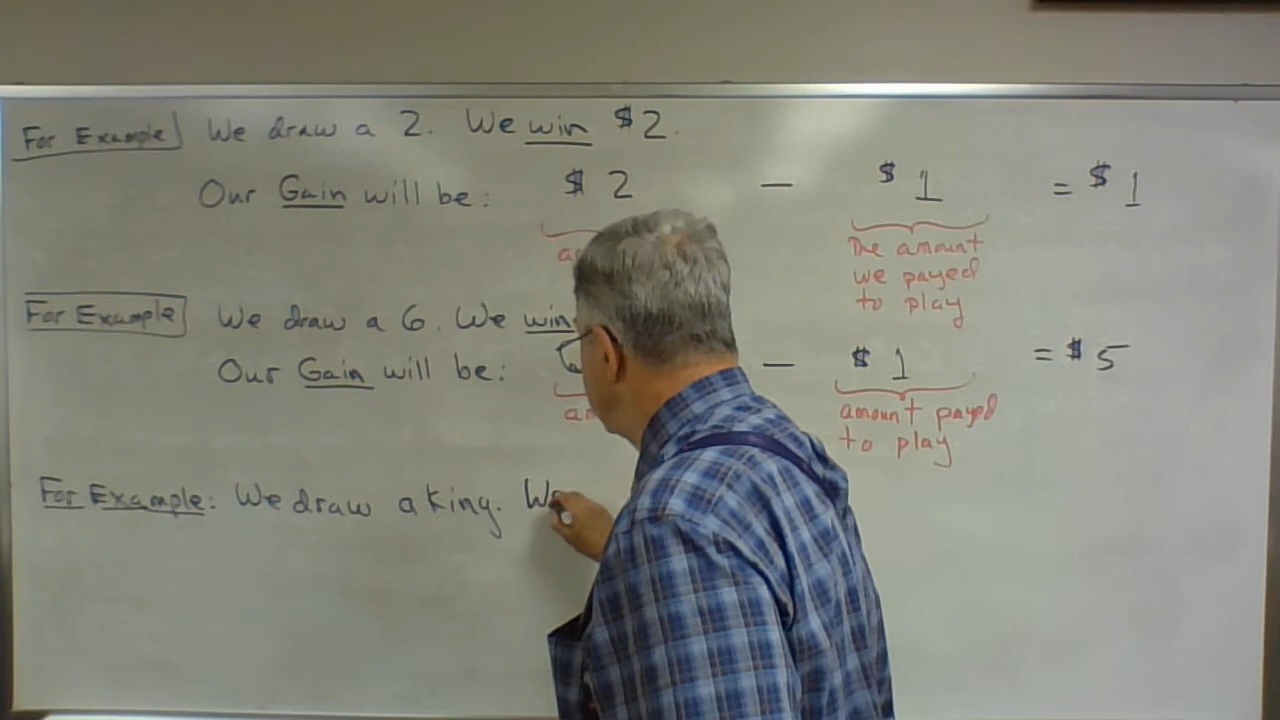 For Example We draw a 2. We win $2.
Our Gain will be: $ 2 — $ 1 = $ 1
The amount
we payed
to play
For Example We draw a 6. We win
Our Gain will be: — $ 1 = $ 5
amount payed
to play
For Example: We draw a king. We